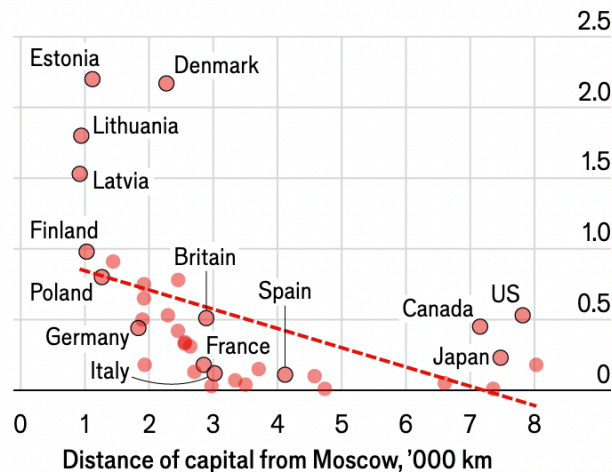 2.5
Estonia
Denmark
2.0
Lithuania
1.5
Latvia
Finland
1.0
Britain
Poland
Spain
US
Canada
0.5
Germany
France
Japan
Italy
0
0 1 2 3 4 5 6 7 8
Distance of capital from Moscow, ’000 km